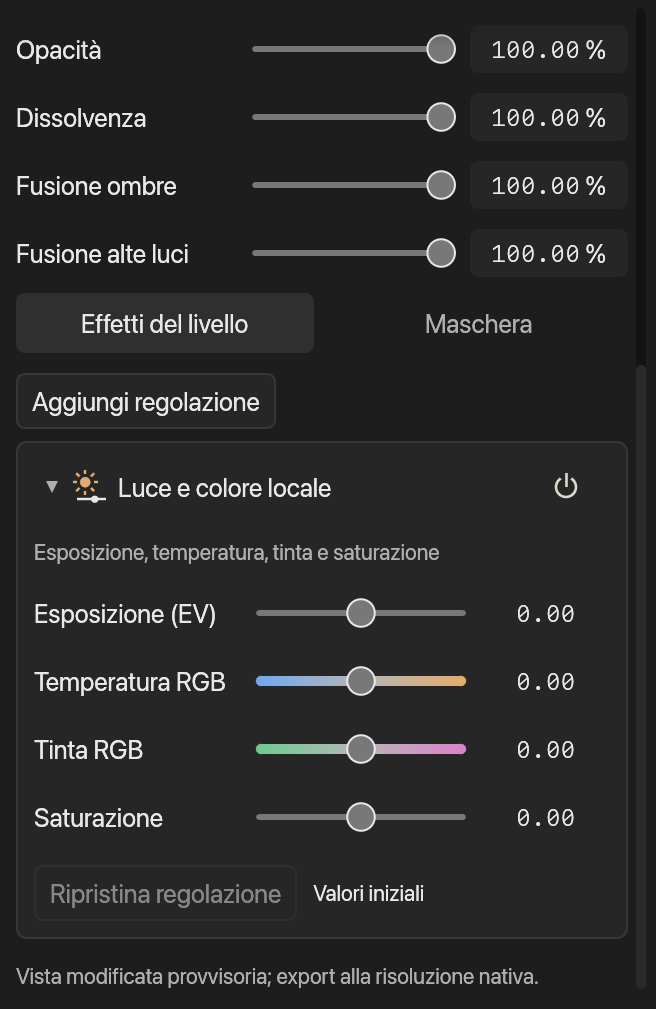 Opacità 100.00 %
Dissolvenza 100.00 %
Fusione ombre 100.00 %
Fusione alte luci 100.00 %
Effetti del livello Maschera
Aggiungi regolazione
Luce e colore locale
Esposizione, temperatura, tinta e saturazione
Esposizione (EV) 0.00
Temperatura RGB 0.00
Tinta RGB 0.00
Saturazione 0.00
Ripristina regolazione Valori iniziali
Vista modificata provvisoria; export alla risoluzione nativa.